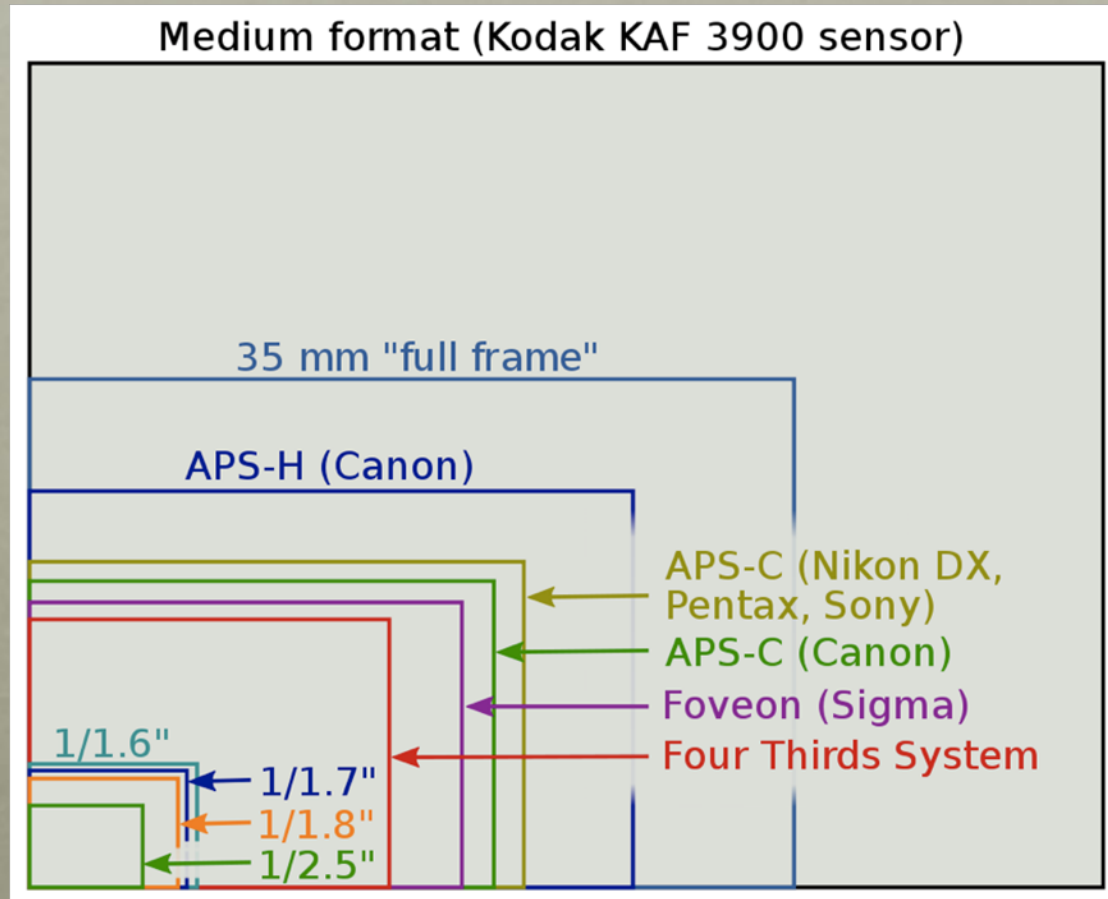 Medium format (Kodak KAF 3900 sensor)
35 mm "full frame"
APS-H (Canon)
APS-C (Nikon DX,
Pentax, Sony)
APS-C (Canon)
Foveon (Sigma)
Four Thirds System
1/1.6"
1/1.7"
1/1.8"
1/2.5"